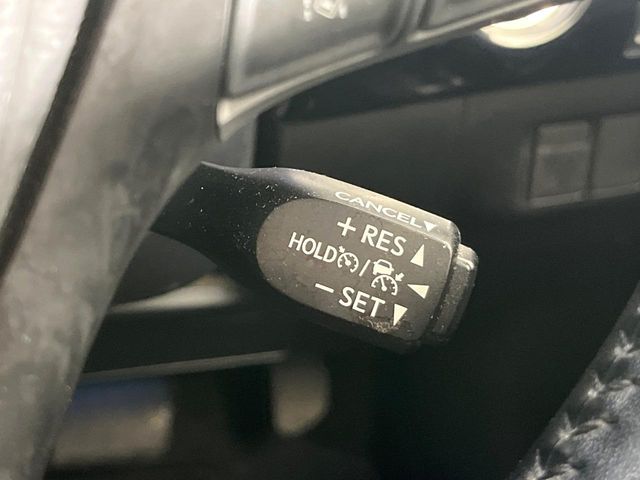 CANCEL▼
+ RES ▲
HOLD / ◀
− SET ▼